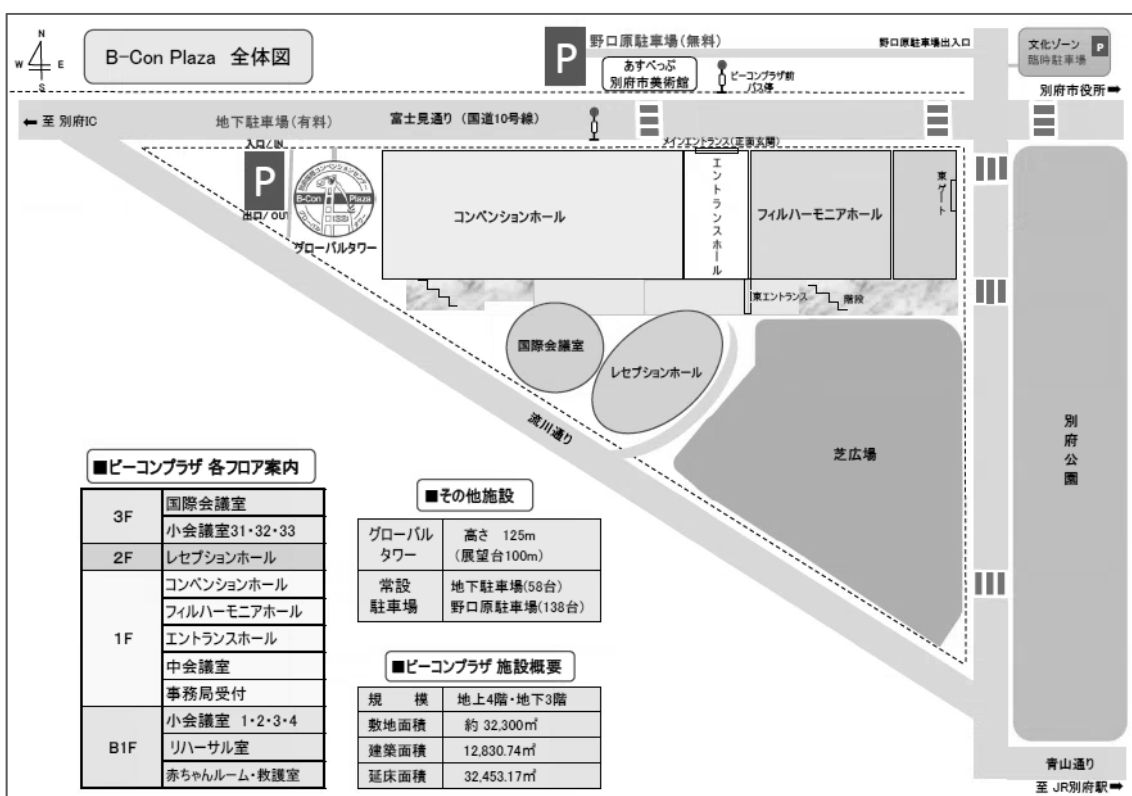 N
W E
S
B-Con Plaza 全体図
P
野口原駐車場(無料)
野口原駐車場出入口
文化ゾーン P
臨時駐車場
あすべっぷ
別府市美術館
ビーコンプラザ前
バス停
別府市役所➡
⬅ 至 別府IC
地下駐車場(有料)
富士見通り (国道10号線)
入口/IN
P
出口/OUT
B-Con Plaza
グローバルタワー
メインエントランス(正面玄関)
コンベンションホール
エントランスホール
フィルハーモニアホール
東ゲート
東エントランス
階段
国際会議室
レセプションホール
流川通り
芝広場
別府公園
■ビーコンプラザ 各フロア案内
3F
国際会議室
小会議室31・32・33
2F
レセプションホール
1F
コンベンションホール
フィルハーモニアホール
エントランスホール
中会議室
事務局受付
B1F
小会議室 1・2・3・4
リハーサル室
赤ちゃんルーム・救護室
■その他施設
グローバル
タワー
高さ 125m
(展望台100m)
常設
駐車場
地下駐車場(58台)
野口原駐車場(138台)
■ビーコンプラザ 施設概要
規 模 地上4階・地下3階
敷地面積 約 32,300㎡
建築面積 12,830.74㎡
延床面積 32,453.17㎡
青山通り
至 JR別府駅➡